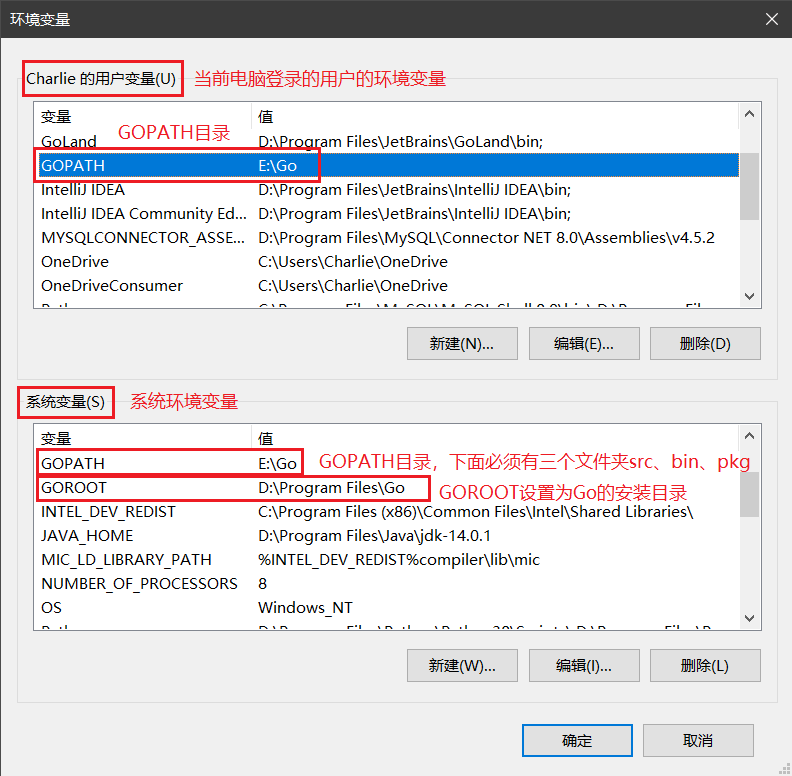 环境变量
Charlie 的用户变量(U) 当前电脑登录的用户的环境变量
变量 值
GoLand D:\Program Files\JetBrains\GoLand\bin;
GOPATH目录
GOPATH E:\Go
IntelliJ IDEA D:\Program Files\JetBrains\IntelliJ IDEA\bin;
IntelliJ IDEA Community Ed... D:\Program Files\JetBrains\IntelliJ IDEA\bin;
MYSQLCONNECTOR_ASSE... D:\Program Files\MySQL\Connector NET 8.0\Assemblies\v4.5.2
OneDrive C:\Users\Charlie\OneDrive
OneDriveConsumer C:\Users\Charlie\OneDrive
新建(N)... 编辑(E)... 删除(D)
系统变量(S) 系统环境变量
变量 值
GOPATH E:\Go GOPATH目录，下面必须有三个文件夹src、bin、pkg
GOROOT D:\Program Files\Go GOROOT设置为Go的安装目录
INTEL_DEV_REDIST C:\Program Files (x86)\Common Files\Intel\Shared Libraries\
JAVA_HOME D:\Program Files\Java\jdk-14.0.1
MIC_LD_LIBRARY_PATH %INTEL_DEV_REDIST%compiler\lib\mic
NUMBER_OF_PROCESSORS 8
OS Windows_NT
新建(W)... 编辑(I)... 删除(L)
确定 取消